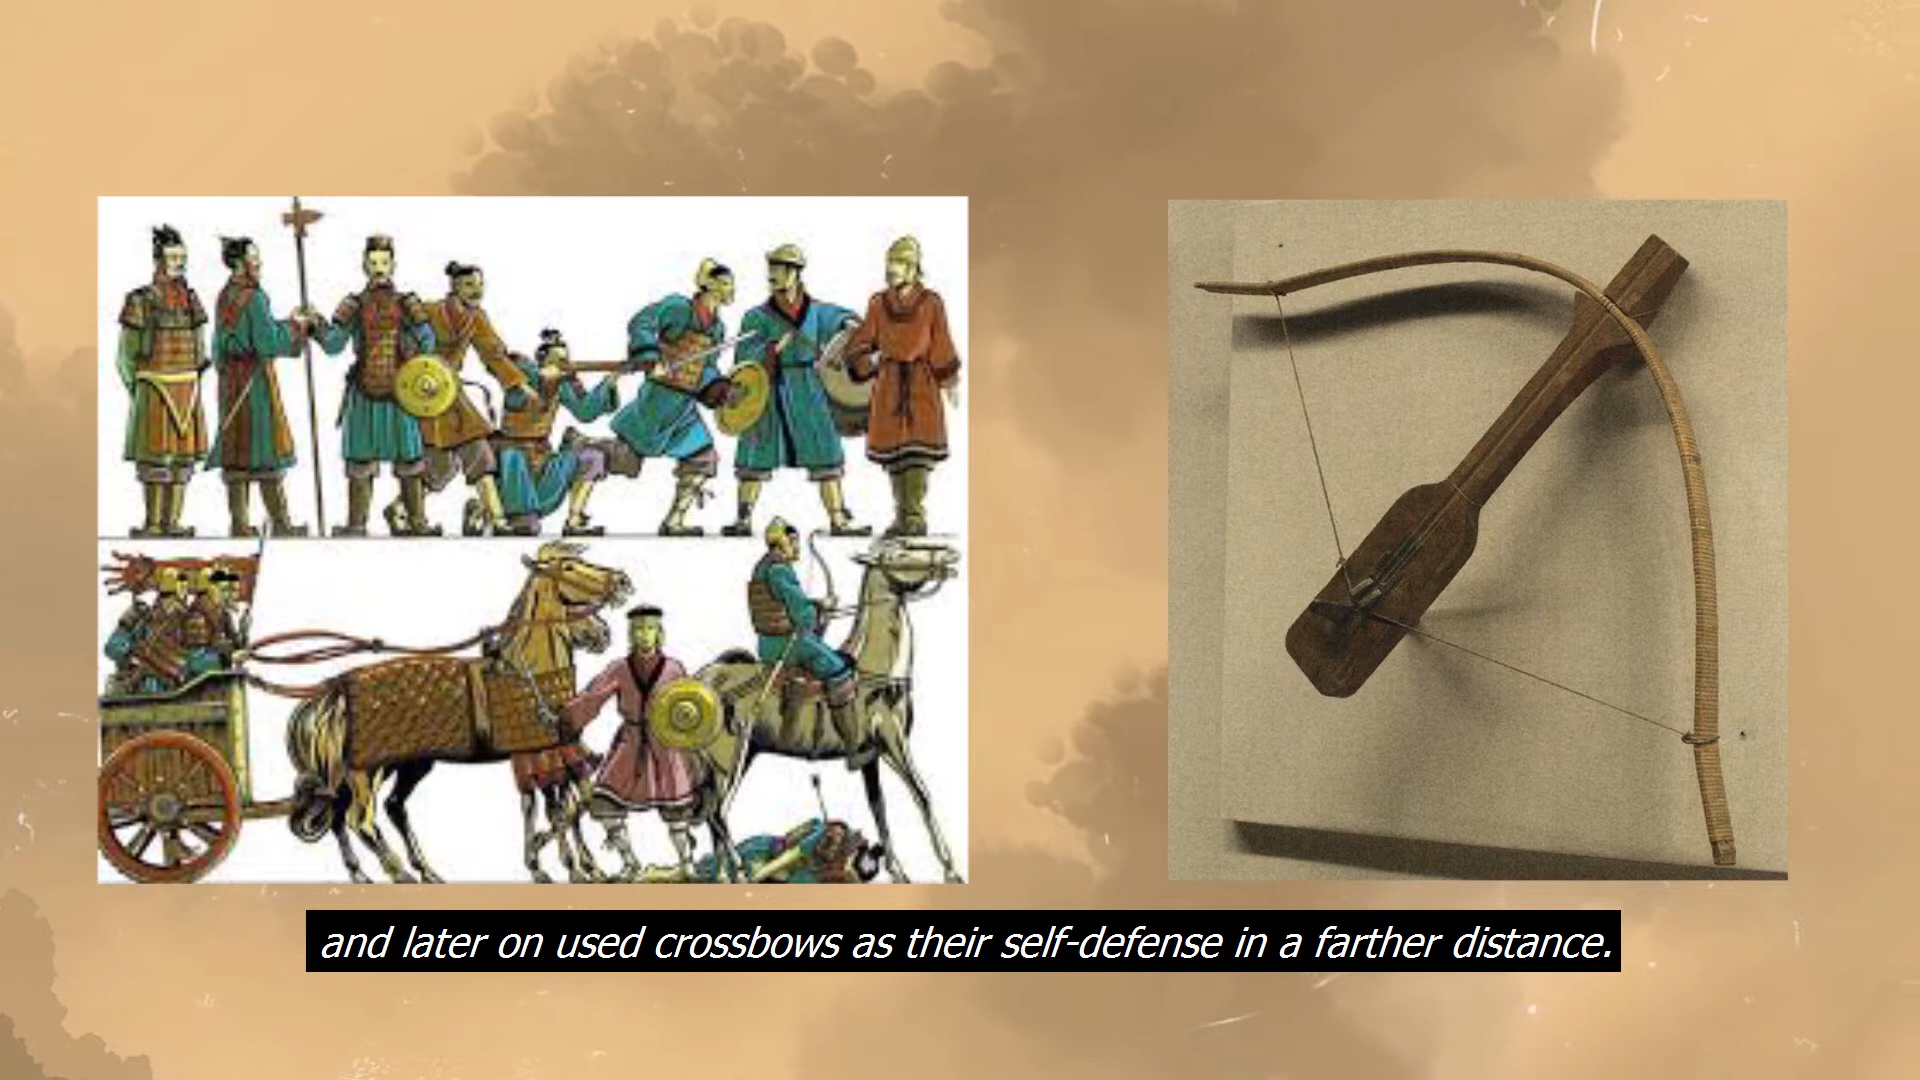 and later on used crossbows as their self-defense in a farther distance.